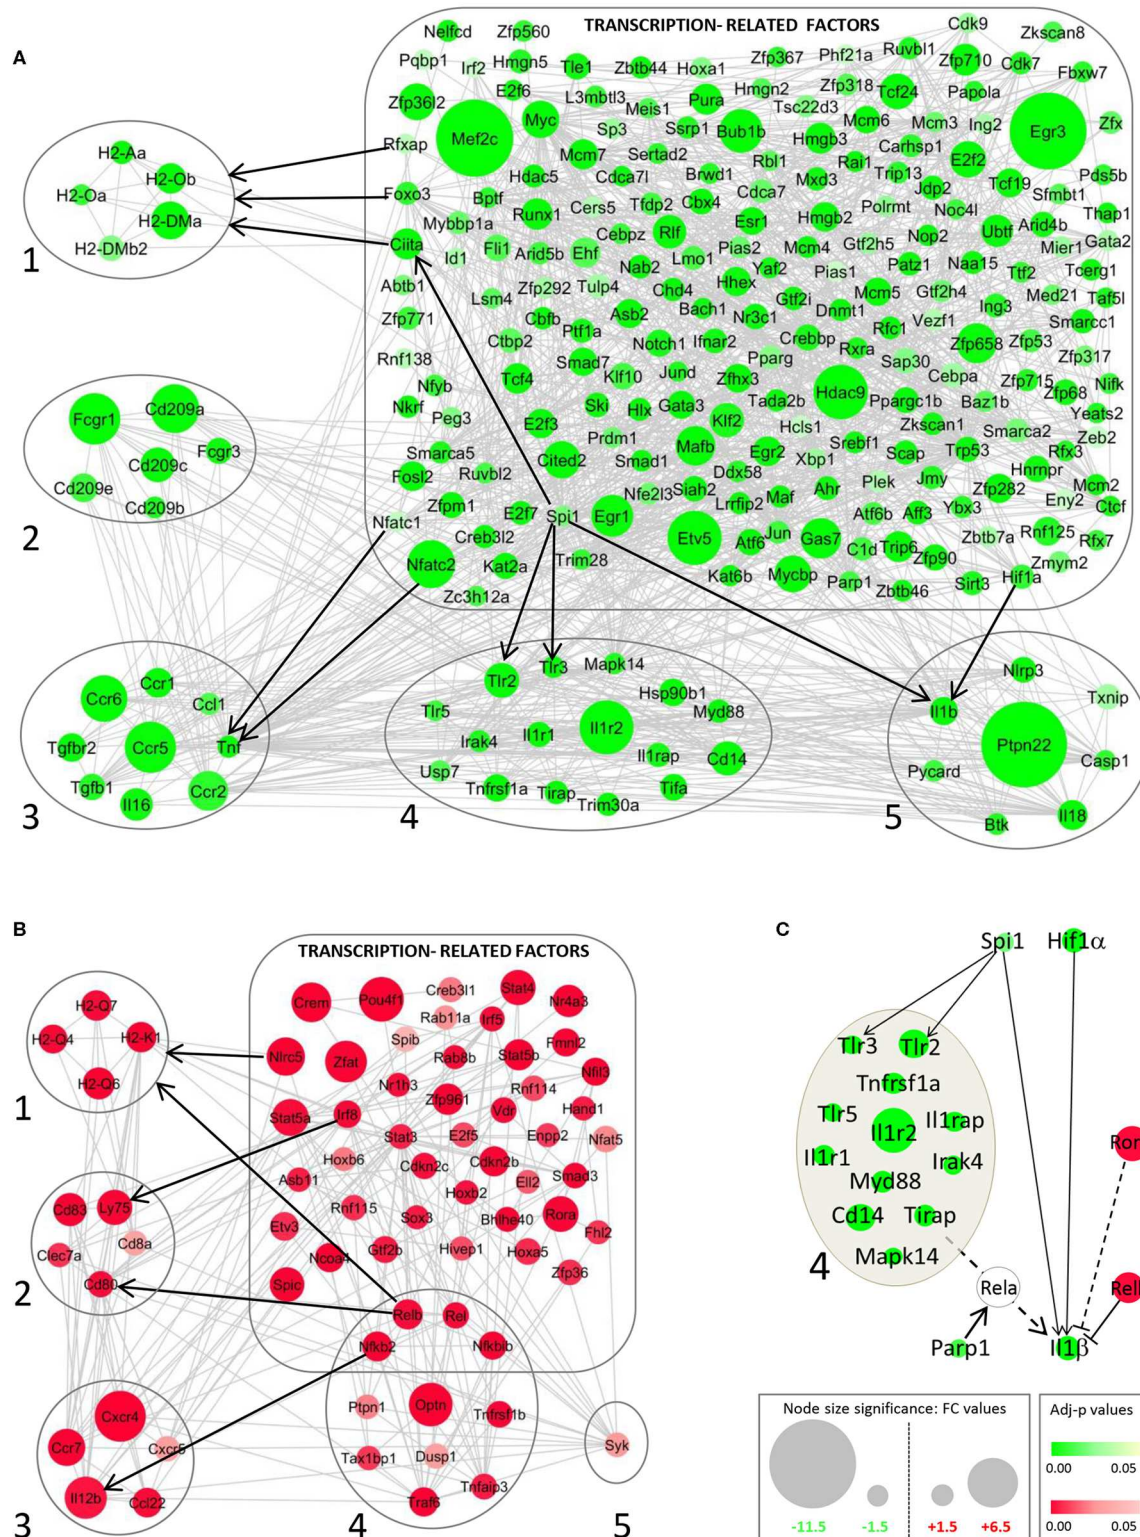 A
TRANSCRIPTION- RELATED FACTORS
Nelfcd Zfp560 Cdk9 Zkscan8
Pqbp1 Irf2 Hmgn5 Tle1 Zbtb44 Hoxa1 Zfp367 Phf21a Ruvbl1 Zfp710 Cdk7 Fbxw7
Zfp36l2 E2f6 L3mbtl3 Meis1 Pura Hmgn2 Tsc22d3 Zfp318 Tcf24 Papola
Mef2c Myc Sp3 Ssrp1 Bub1b Hmgb3 Mcm6 Mcm3 Ing2 Egr3 Zfx
Rfxap Mcm7 Sertad2 Rbl1 Rai1 Carhsp1 E2f2
Hdac5 Cdca7l Brwd1 Mxd3 Trip13 Tcf19 Pds5b
Foxo3 Bptf Cers5 Tfdp2 Cbx4 Cdca7 Jdp2 Sfmbt1
Mybbp1a Runx1 Cebpz Rlf Esr1 Hmgb2 Polrmt Noc4l Ubtf Arid4b Thap1
Ciita Id1 Fli1 Arid5b Ehf Nab2 Lmo1 Pias2 Mcm4 Gtf2h5 Nop2 Mier1 Gata2
Abtb1 Lsm4 Zfp292 Tulp4 Chd4 Hhex Yaf2 Pias1 Patz1 Naa15 Ttf2 Tcerg1
Zfp771 Cbfb Ptf1a Asb2 Bach1 Nr3c1 Gtf2i Dnmt1 Mcm5 Gtf2h4 Ing3 Med21 Taf5l
Rnf138 Ctbp2 Smad7 Notch1 Ifnar2 Crebbp Rxra Rfc1 Vezf1 Zfp658 Zfp53 Smarcc1
Nfyb Tcf4 Klf10 Jund Zfhx3 Pparg Sap30 Cebpa Zfp715 Zfp317
Nkrf Peg3 Ski Hlx Gata3 Tada2b Hdac9 Ppargc1b Baz1b Zfp68 Nifk
E2f3 Prdm1 Klf2 Hcls1 Zkscan1 Smarca2 Yeats2
Smarca5 Cited2 Smad1 Mafb Egr2 Srebf1 Scap Trp53 Rfx3 Zeb2
Fosl2 Ruvbl2 Ddx58 Xbp1 Hnrnpr
Zfpm1 E2f7 Nfe2l3 Siah2 Lrrfip2 Maf Ahr Plek Jmy Zfp282 Mcm2
Nfatc1 Spi1 Egr1 Atf6b Aff3 Ybx3 Eny2 Ctcf
Creb3l2 Etv5 Atf6 Jun Gas7 C1d Trip6 Zbtb7a Rnf125 Rfx7
Nfatc2 Kat2a Trim28 Zfp90 Zmym2
Zc3h12a Kat6b Mycbp Parp1 Zbtb46 Sirt3 Hif1a
H2-Aa
H2-Ob
H2-Oa
H2-DMa
H2-DMb2
1
Fcgr1 Cd209a
Fcgr3
Cd209c
Cd209e
Cd209b
2
Ccr6 Ccr1 Ccl1
Tgfbr2 Ccr5 Tnf
Tgfb1 Il16 Ccr2
3
Tlr2 Tlr3 Mapk14
Hsp90b1
Tlr5 Il1r2 Myd88
Irak4 Il1r1
Usp7 Il1rap Cd14
Tnfrsf1a Tirap Trim30a Tifa
4
Nlrp3
Txnip
Il1b
Ptpn22
Pycard Casp1
Btk Il18
5
B
TRANSCRIPTION- RELATED FACTORS
Crem Pou4f1 Creb3l1 Stat4 Nr4a3
Rab11a Irf5
Spib Fmnl2
Nlrc5 Zfat Rab8b Stat5b Nfil3
Nr1h3 Rnf114
Zfp961 Vdr Hand1
Stat5a Irf8 Stat3 E2f5 Enpp2 Nfat5
Hoxb6 Cdkn2c Cdkn2b
Asb11 Ell2 Smad3
Rnf115 Hoxb2
Etv3 Sox3 Bhlhe40 Rora Fhl2
Ncoa4 Gtf2b Hivep1 Hoxa5
Spic Zfp36
Relb Rel
Nfkb2 Nfkbib
H2-Q7
H2-Q4 H2-K1
H2-Q6
1
Cd83 Ly75
Cd8a
Clec7a
Cd80
2
Cxcr4
Ccr7 Cxcr5
Il12b Ccl22
3
Ptpn1 Optn Tnfrsf1b
Tax1bp1 Dusp1
Tnfaip3
Traf6
4
Syk
5
C
Spi1 Hif1α
Tlr3 Tlr2
Tnfrsf1a
Tlr5 Il1r2 Il1rap
Il1r1 Irak4
Myd88
Cd14 Tirap
Mapk14
4
Ror
Rela Rel
Parp1 Il1β
Node size significance: FC values
-11.5 -1.5 +1.5 +6.5
Adj-p values
0.00 0.05
0.00 0.05